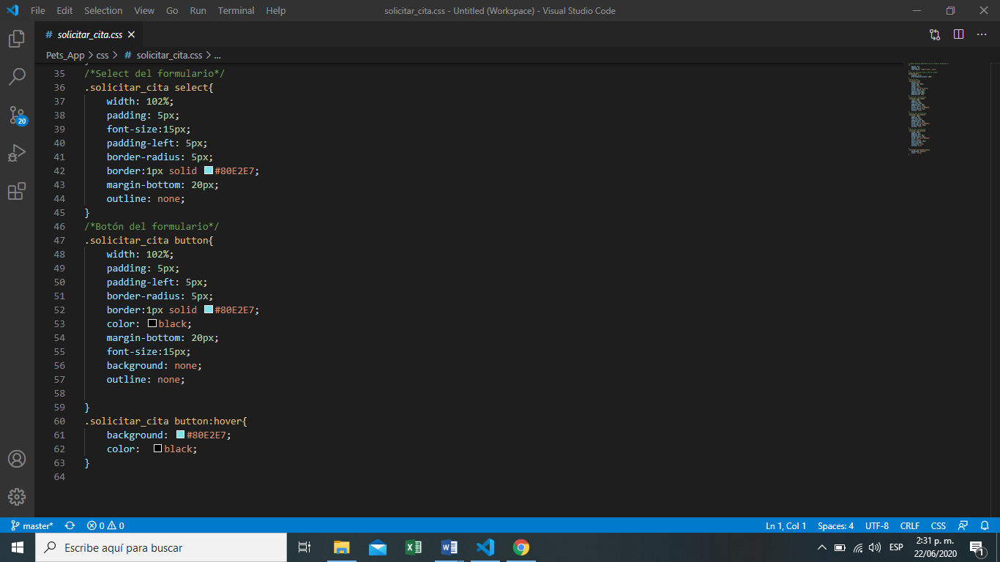 File Edit Selection View Go Run Terminal Help solicitar_cita.css - Untitled (Workspace) - Visual Studio Code
# solicitar_cita.css
Pets_App > css > # solicitar_cita.css > ...
35 /*Select del formulario*/
36 .solicitar_cita select{
37 width: 102%;
38 padding: 5px;
39 font-size:15px;
40 padding-left: 5px;
41 border-radius: 5px;
42 border:1px solid #80E2E7;
43 margin-bottom: 20px;
44 outline: none;
45 }
46 /*Botón del formulario*/
47 .solicitar_cita button{
48 width: 102%;
49 padding: 5px;
50 padding-left: 5px;
51 border-radius: 5px;
52 border:1px solid #80E2E7;
53 color: black;
54 margin-bottom: 20px;
55 font-size:15px;
56 background: none;
57 outline: none;
58
59 }
60 .solicitar_cita button:hover{
61 background: #80E2E7;
62 color: black;
63 }
64
20
master* 0 0 Ln 1, Col 1 Spaces: 4 UTF-8 CRLF CSS
Escribe aquí para buscar
ESP
2:31 p. m.
22/06/2020
1